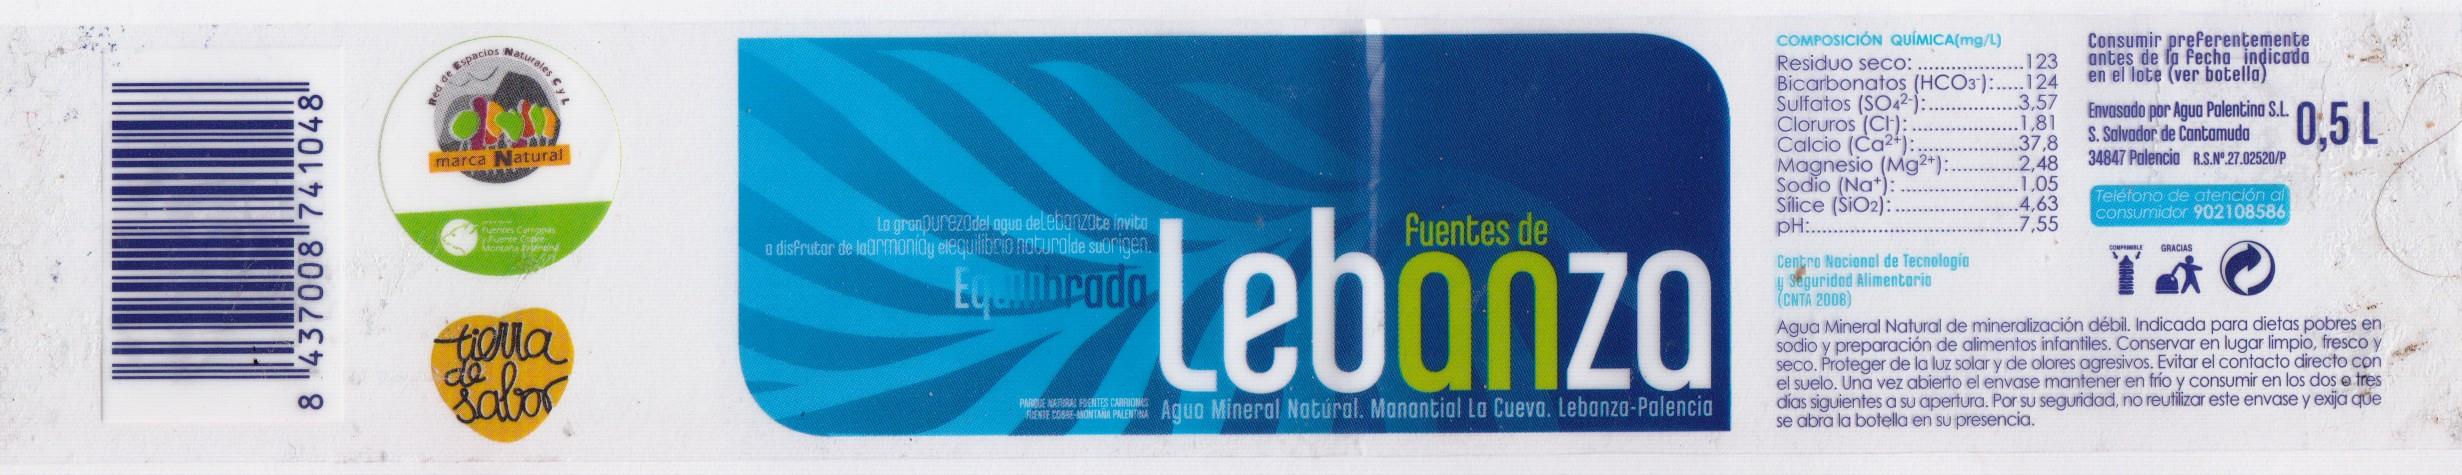 8 437008 741048
Red de Espacios Naturales C y L
marca Natural
Fuentes Carrionas
y Fuente Cobre
Montaña Palentina
tierra
de
sabor
La gran pureza del agua de Lebanza te invita
a disfrutar de la armonía y el equilibrio natural de su origen.
Equilibrada
fuentes de
Lebanza
PARQUE NATURAL FUENTES CARRIONAS
FUENTE COBRE-MONTAÑA PALENTINA
Agua Mineral Natural. Manantial La Cueva. Lebanza-Palencia
COMPOSICIÓN QUÍMICA(mg/L)
Residuo seco: ...................123
Bicarbonatos (HCO3-):.....124
Sulfatos (SO42-):................3,57
Cloruros (Cl-):....................1,81
Calcio (Ca2+):..................37,8
Magnesio (Mg2+):............2,48
Sodio (Na+): .....................1,05
Sílice (SiO2):......................4,63
pH:....................................7,55
Centro Nacional de Tecnología
y Seguridad Alimentaria
(CNTA 2008)
Consumir preferentemente
antes de la fecha indicada
en el lote (ver botella)
Envasado por Agua Palentina S.L.
S. Salvador de Cantamuda
34847 Palencia R.S.Nº.27.02520/P
0,5 L
Teléfono de atención al
consumidor 902108586
COMPRIMIBLE GRACIAS
Agua Mineral Natural de mineralización débil. Indicada para dietas pobres en
sodio y preparación de alimentos infantiles. Conservar en lugar limpio, fresco y
seco. Proteger de la luz solar y de olores agresivos. Evitar el contacto directo con
el suelo. Una vez abierto el envase mantener en frío y consumir en los dos o tres
días siguientes a su apertura. Por su seguridad, no reutilizar este envase y exija que
se abra la botella en su presencia.